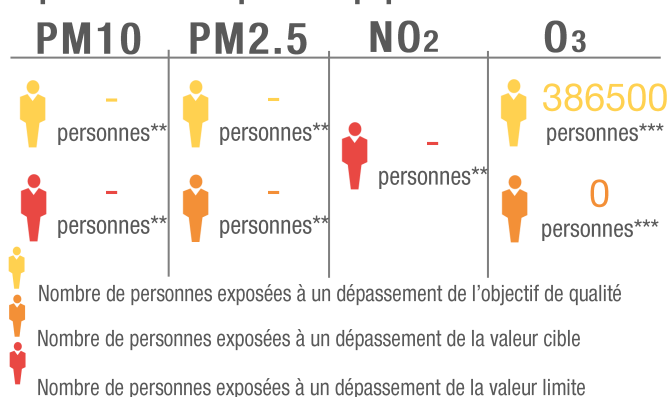 PM10 PM2.5 NO2 O3
- - 386500
personnes** personnes** - personnes***
personnes**
- - 0
personnes** personnes** personnes***
Nombre de personnes exposées à un dépassement de l'objectif de qualité
Nombre de personnes exposées à un dépassement de la valeur cible
Nombre de personnes exposées à un dépassement de la valeur limite